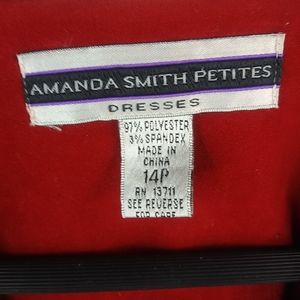 AMANDA SMITH PETITES
DRESSES
97% POLYESTER
3% SPANDEX
MADE IN
CHINA
14P
RN 13711
SEE REVERSE
FOR CARE